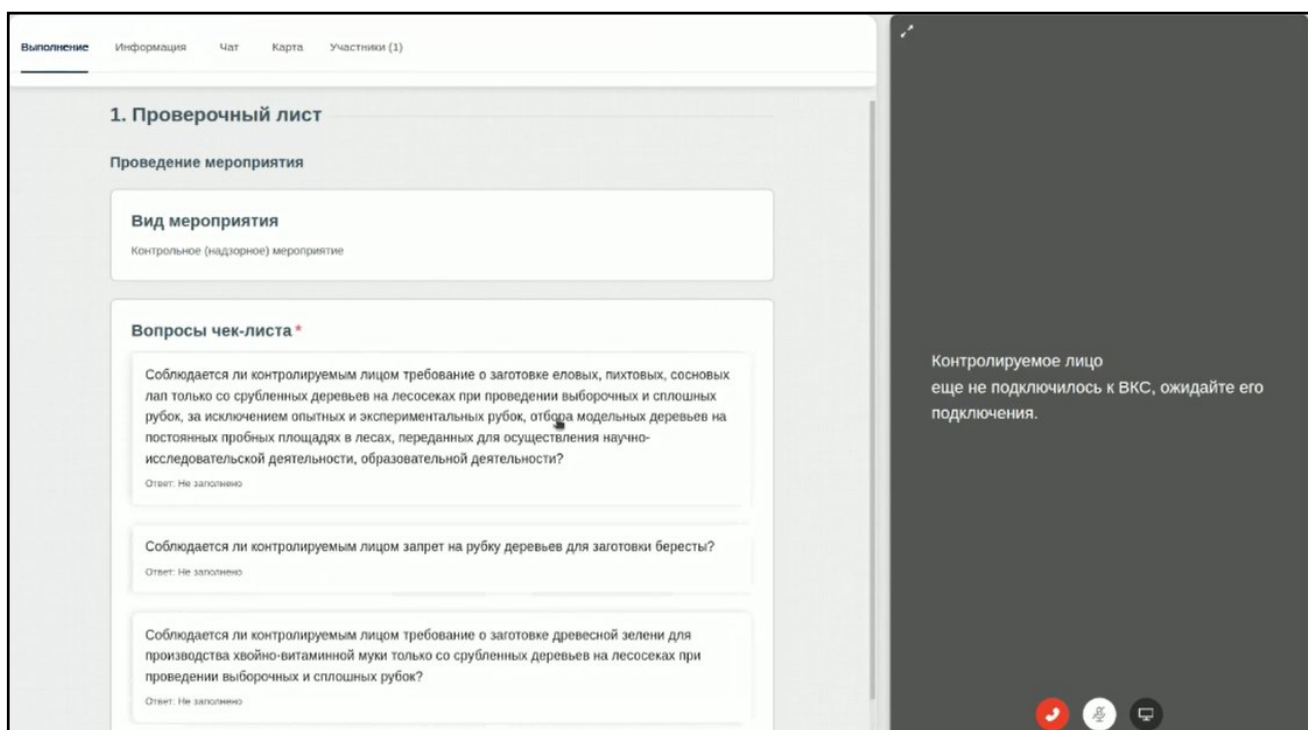 Выполнение
Информация
Чат
Карта
Участники (1)
1. Проверочный лист
Проведение мероприятия
Вид мероприятия
Контрольное (надзорное) мероприятие
Вопросы чек-листа *
Соблюдается ли контролируемым лицом требование о заготовке еловых, пихтовых, сосновых
лап только со срубленных деревьев на лесосеках при проведении выборочных и сплошных
рубок, за исключением опытных и экспериментальных рубок, отбора модельных деревьев на
постоянных пробных площадях в лесах, переданных для осуществления научно-
исследовательской деятельности, образовательной деятельности?
Ответ: Не заполнено
Соблюдается ли контролируемым лицом запрет на рубку деревьев для заготовки бересты?
Ответ: Не заполнено
Соблюдается ли контролируемым лицом требование о заготовке древесной зелени для
производства хвойно-витаминной муки только со срубленных деревьев на лесосеках при
проведении выборочных и сплошных рубок?
Ответ: Не заполнено
Контролируемое лицо
еще не подключилось к ВКС, ожидайте его
подключения.